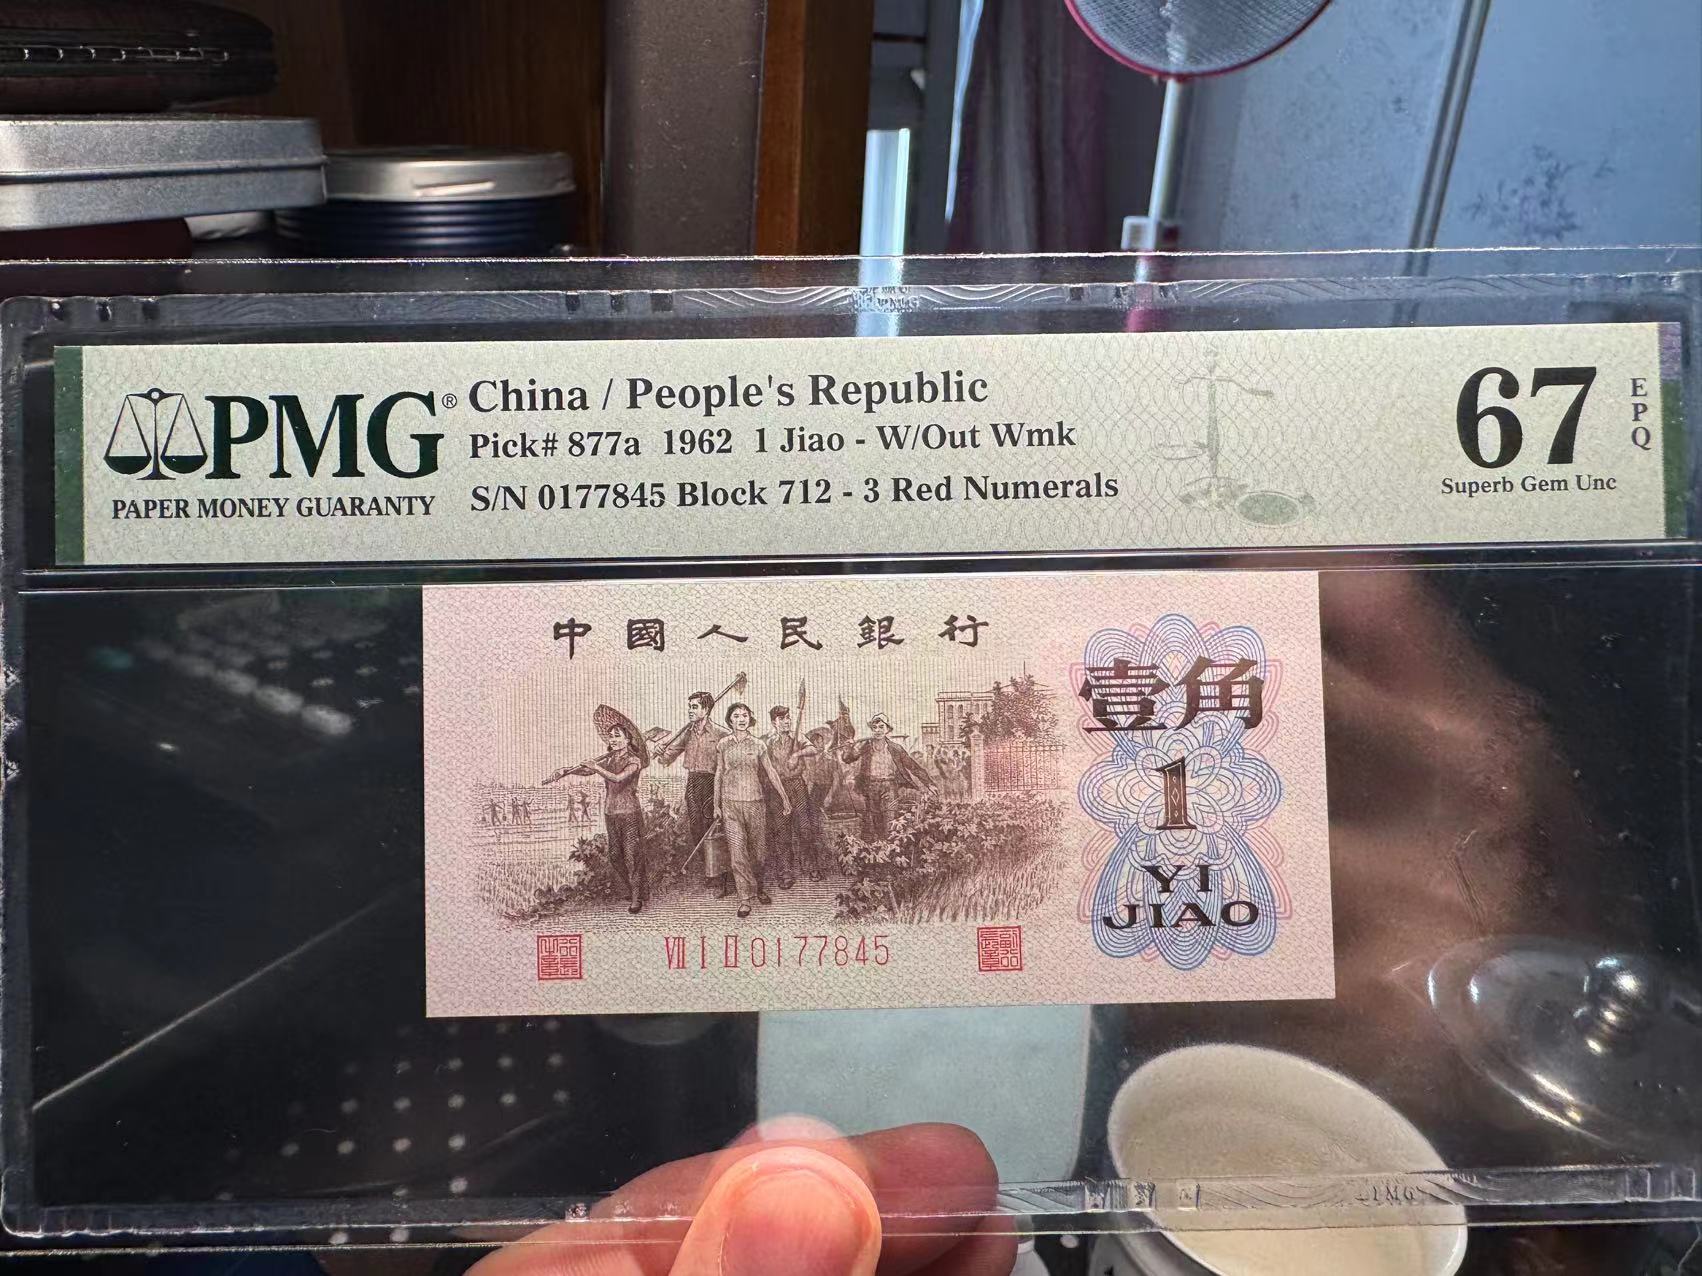 PMG® China / People's Republic
Pick# 877a 1962 1 Jiao - W/Out Wmk
PAPER MONEY GUARANTY
S/N 0177845 Block 712 - 3 Red Numerals
67
EPQ
Superb Gem Unc
中國人民銀行
壹角
1
YI
JIAO
Ⅶ Ⅰ Ⅱ 0177845
PMG